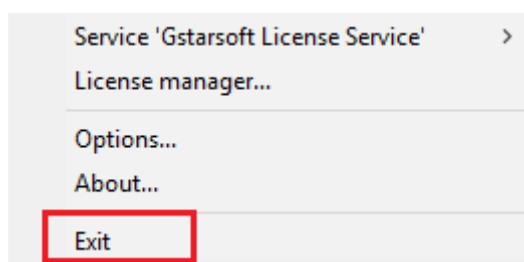 Service 'Gstarsoft License Service'
License manager...
Options...
About...
Exit